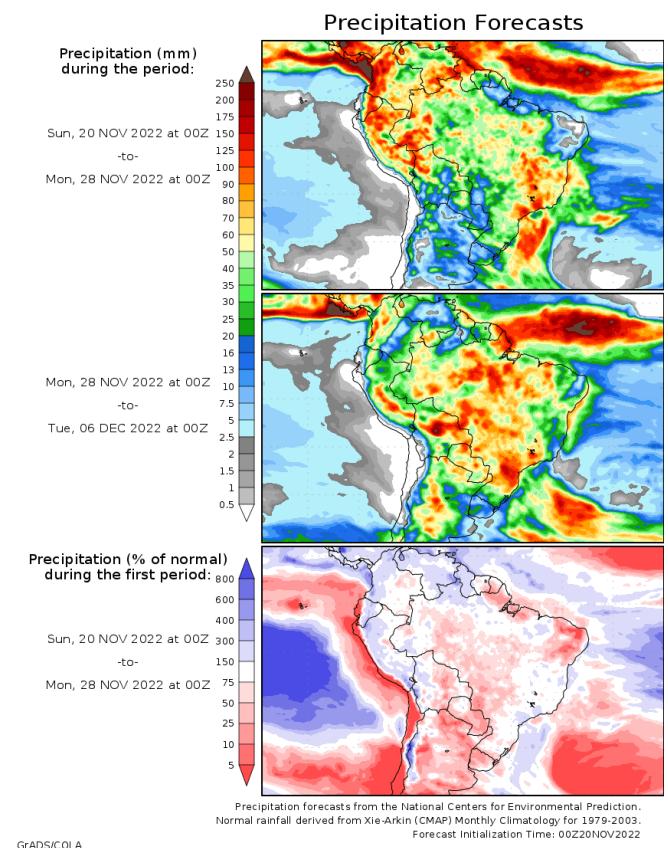 Precipitation Forecasts
Precipitation (mm)
during the period:
250
200
175
150
125
100
90
80
70
60
50
40
35
30
25
20
16
13
10
7.5
5
2.5
2
1.5
1
0.5
Sun, 20 NOV 2022 at 00Z
-to-
Mon, 28 NOV 2022 at 00Z
Mon, 28 NOV 2022 at 00Z
-to-
Tue, 06 DEC 2022 at 00Z
Precipitation (% of normal)
during the first period:
800
600
400
300
150
75
50
25
10
5
Sun, 20 NOV 2022 at 00Z
-to-
Mon, 28 NOV 2022 at 00Z
Precipitation forecasts from the National Centers for Environmental Prediction.
Normal rainfall derived from Xie-Arkin (CMAP) Monthly Climatology for 1979-2003.
Forecast Initialization Time: 00Z20NOV2022
GrADS/COLA